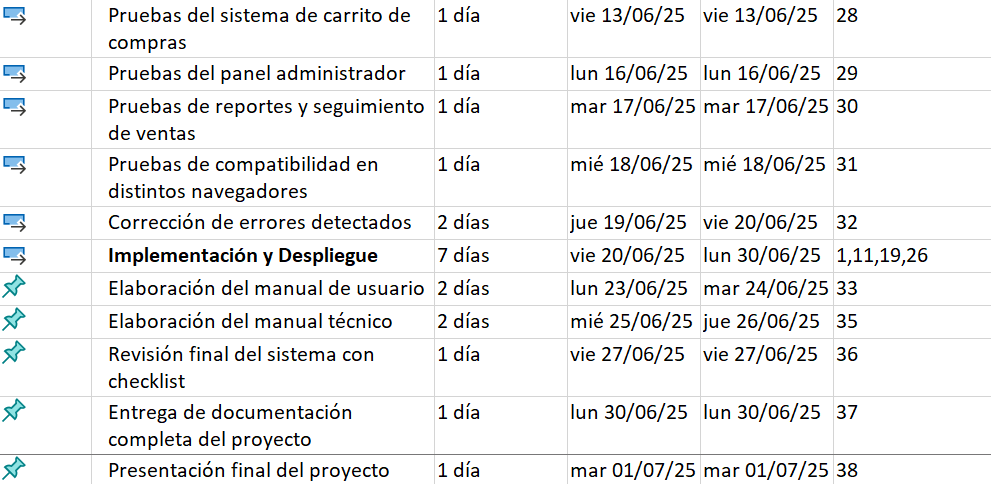 Pruebas del sistema de carrito de compras 1 día vie 13/06/25 vie 13/06/25 28
Pruebas del panel administrador 1 día lun 16/06/25 lun 16/06/25 29
Pruebas de reportes y seguimiento de ventas 1 día mar 17/06/25 mar 17/06/25 30
Pruebas de compatibilidad en distintos navegadores 1 día mié 18/06/25 mié 18/06/25 31
Corrección de errores detectados 2 días jue 19/06/25 vie 20/06/25 32
Implementación y Despliegue 7 días vie 20/06/25 lun 30/06/25 1,11,19,26
Elaboración del manual de usuario 2 días lun 23/06/25 mar 24/06/25 33
Elaboración del manual técnico 2 días mié 25/06/25 jue 26/06/25 35
Revisión final del sistema con checklist 1 día vie 27/06/25 vie 27/06/25 36
Entrega de documentación completa del proyecto 1 día lun 30/06/25 lun 30/06/25 37
Presentación final del proyecto 1 día mar 01/07/25 mar 01/07/25 38